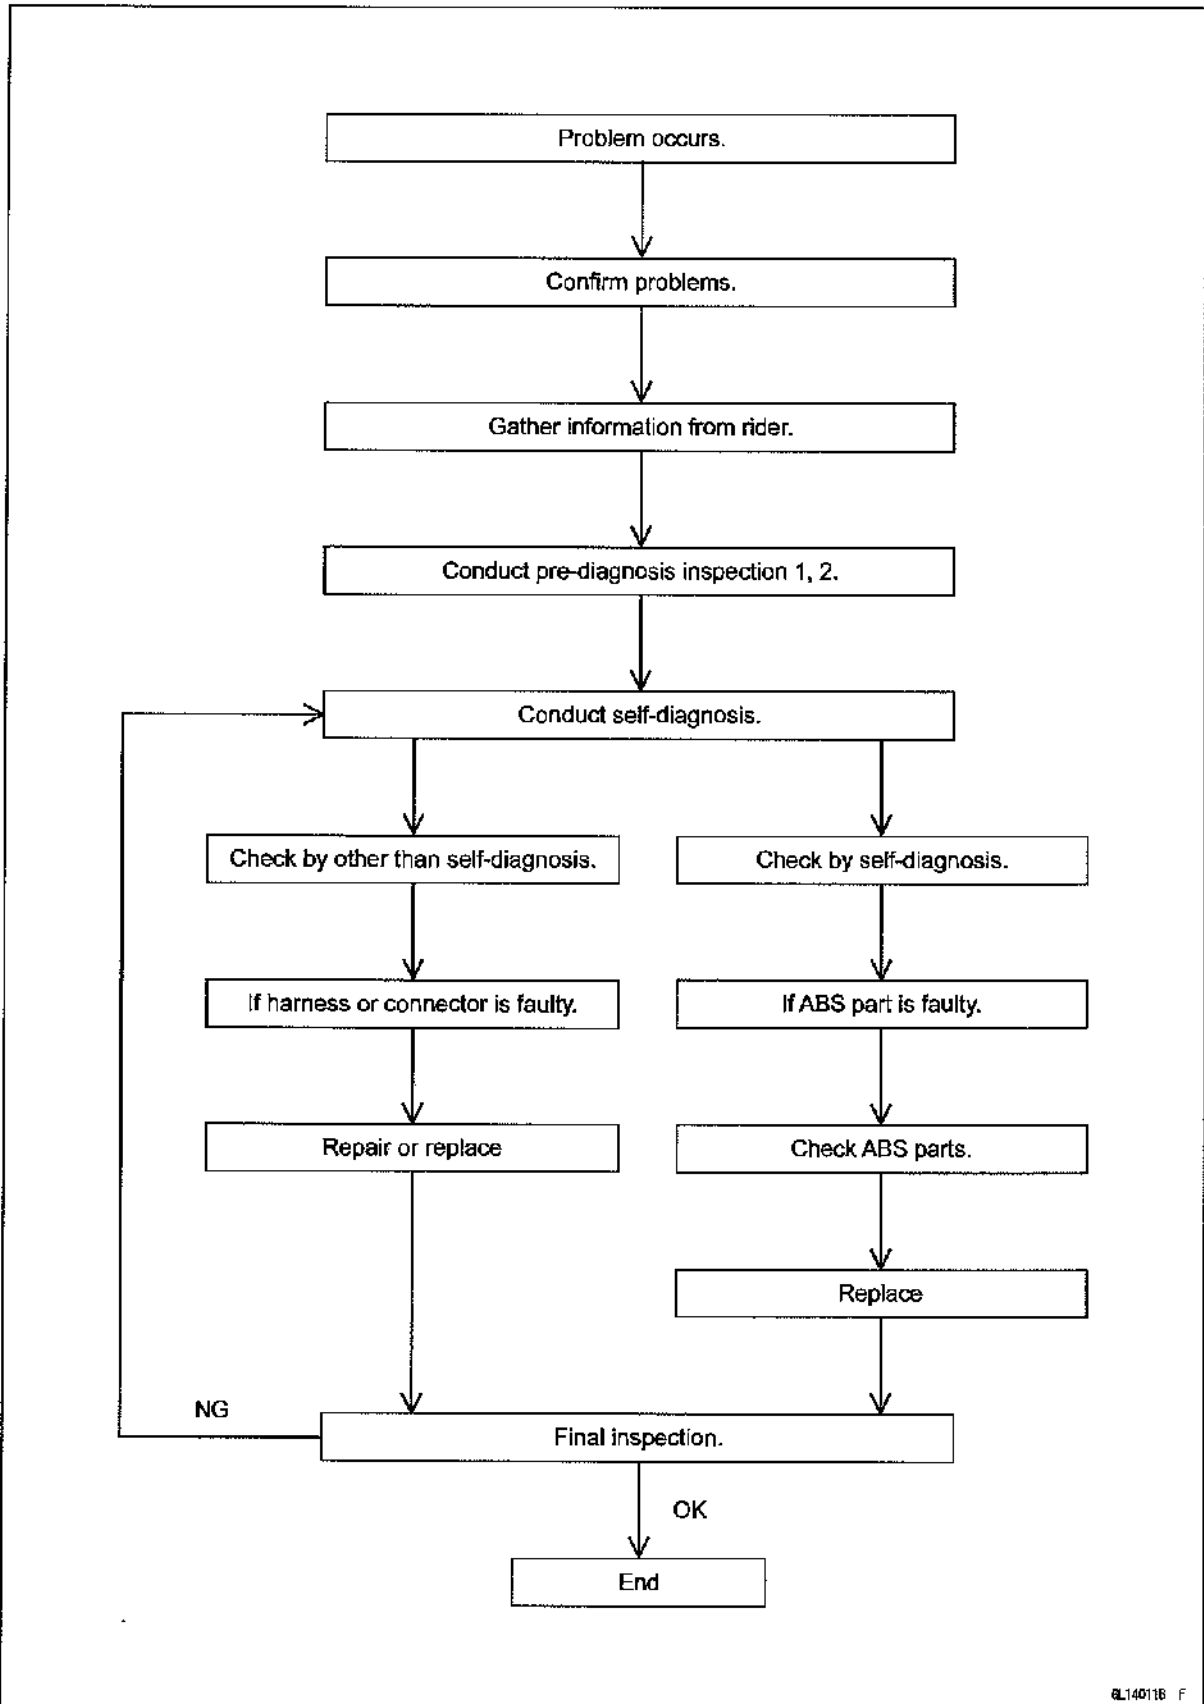 Problem occurs.
Confirm problems.
Gather information from rider.
Conduct pre-diagnosis inspection 1, 2.
Conduct self-diagnosis.
Check by other than self-diagnosis.
Check by self-diagnosis.
If harness or connector is faulty.
If ABS part is faulty.
Repair or replace
Check ABS parts.
Replace
NG
Final inspection.
OK
End
F